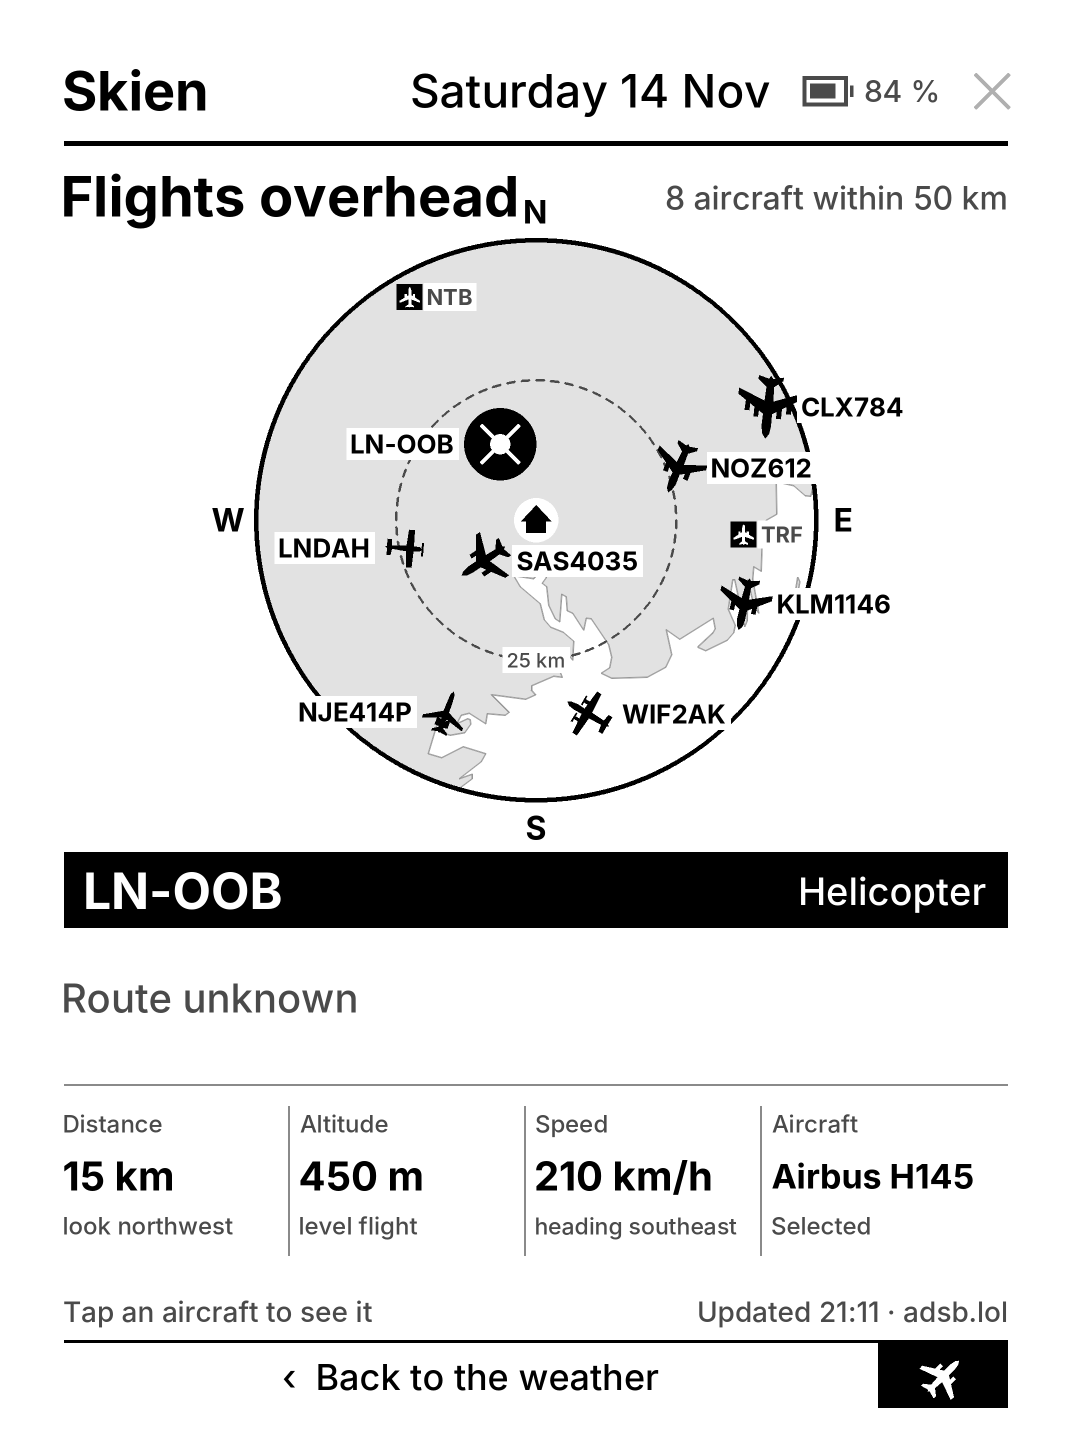 Skien
Saturday 14 Nov
84 %
Flights overhead
8 aircraft within 50 km
N
NTB
CLX784
LN-OOB
NOZ612
W
E
TRF
LNDAH
SAS4035
KLM1146
25 km
NJE414P
WIF2AK
S
LN-OOB
Helicopter
Route unknown
Distance
15 km
look northwest
Altitude
450 m
level flight
Speed
210 km/h
heading southeast
Aircraft
Airbus H145
Selected
Tap an aircraft to see it
Updated 21:11 · adsb.lol
‹ Back to the weather